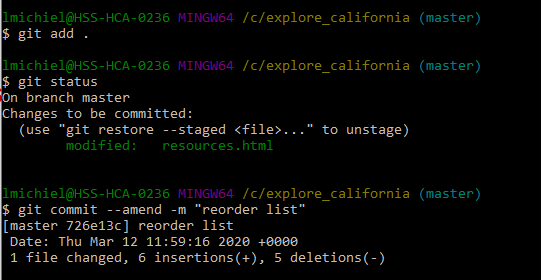 lmichiel@HSS-HCA-0236 MINGW64 /c/explore_california (master)
$ git add .
lmichiel@HSS-HCA-0236 MINGW64 /c/explore_california (master)
$ git status
On branch master
Changes to be committed:
  (use "git restore --staged <file>..." to unstage)
        modified:   resources.html
lmichiel@HSS-HCA-0236 MINGW64 /c/explore_california (master)
$ git commit --amend -m "reorder list"
[master 726e13c] reorder list
 Date: Thu Mar 12 11:59:16 2020 +0000
 1 file changed, 6 insertions(+), 5 deletions(-)